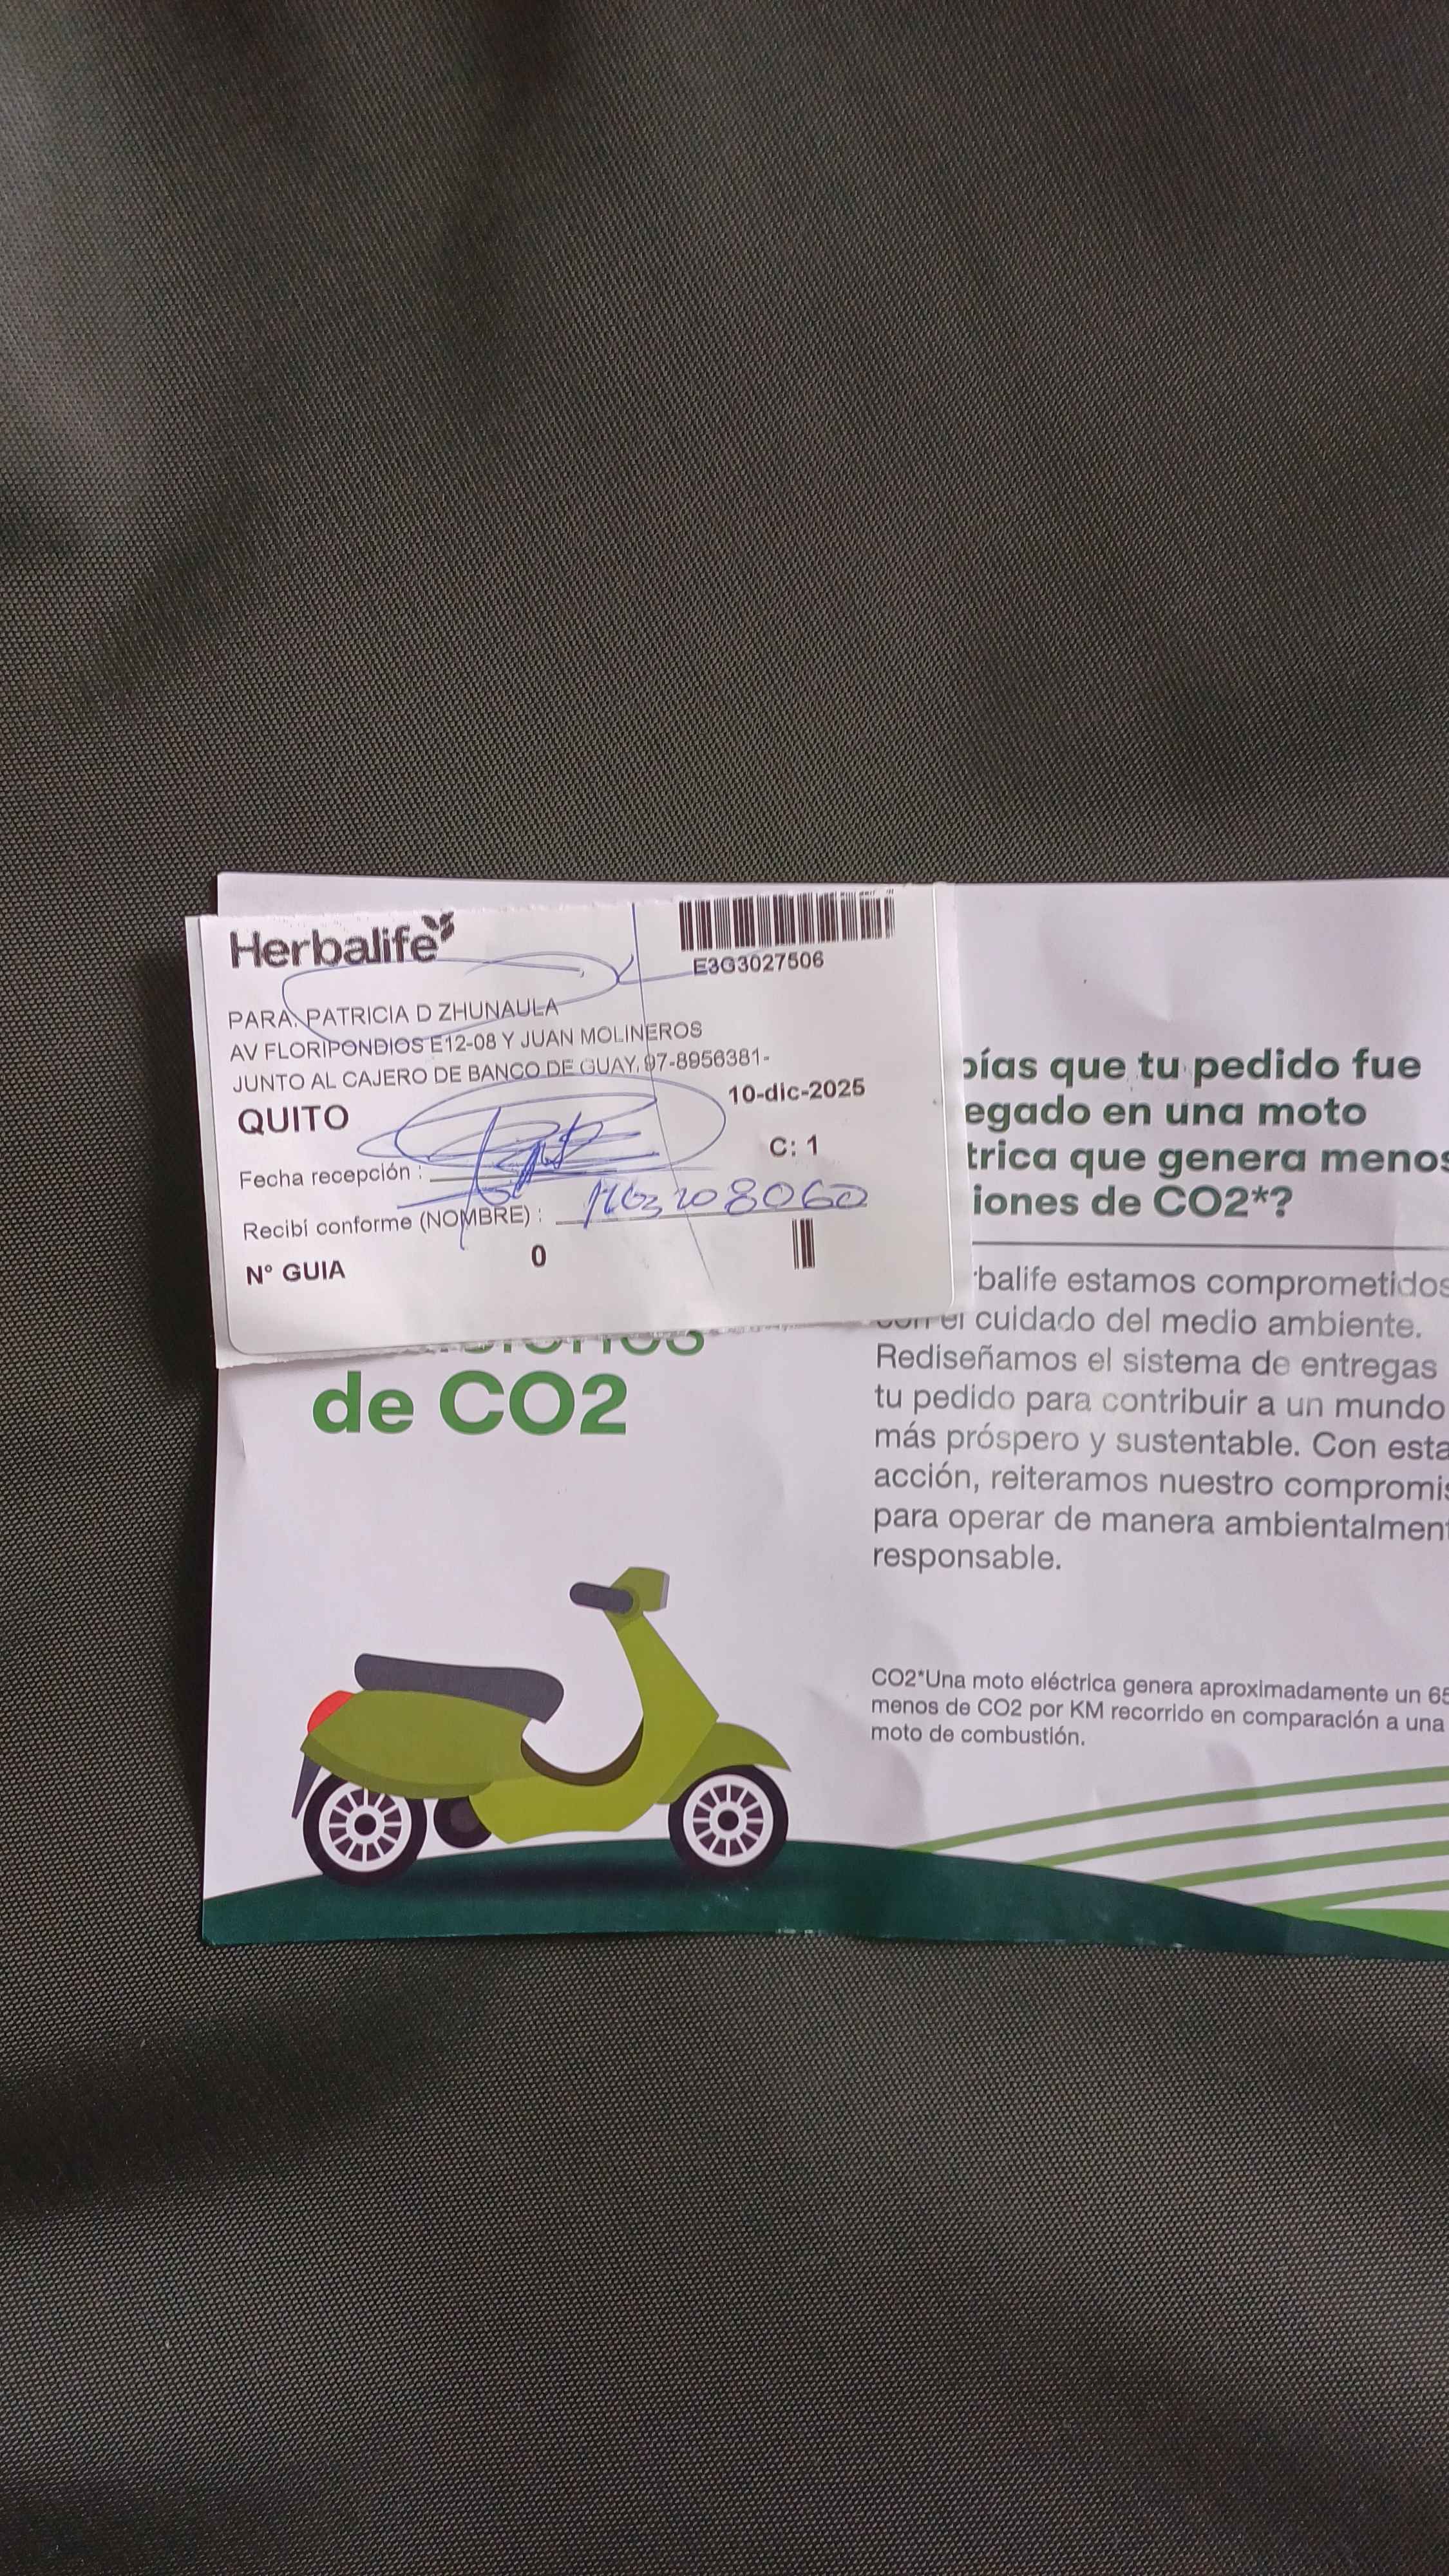 Herbalife
E3G3027506
PARA: PATRICIA D ZHUNAULA
AV FLORIPONDIOS E12-08 Y JUAN MOLINEROS
JUNTO AL CAJERO DE BANCO DE GUAY, 97-8956381-
QUITO
10-dic-2025
C: 1
Fecha recepción :
Recibí conforme (NOMBRE) :
N° GUIA
0
de CO2
bías que tu pedido fue
egado en una moto
trica que genera menos
iones de CO2*?
rbalife estamos comprometidos
con el cuidado del medio ambiente.
Rediseñamos el sistema de entregas
tu pedido para contribuir a un mundo
más próspero y sustentable. Con esta
acción, reiteramos nuestro compromis
para operar de manera ambientalment
responsable.
CO2*Una moto eléctrica genera aproximadamente un 65
menos de CO2 por KM recorrido en comparación a una
moto de combustión.